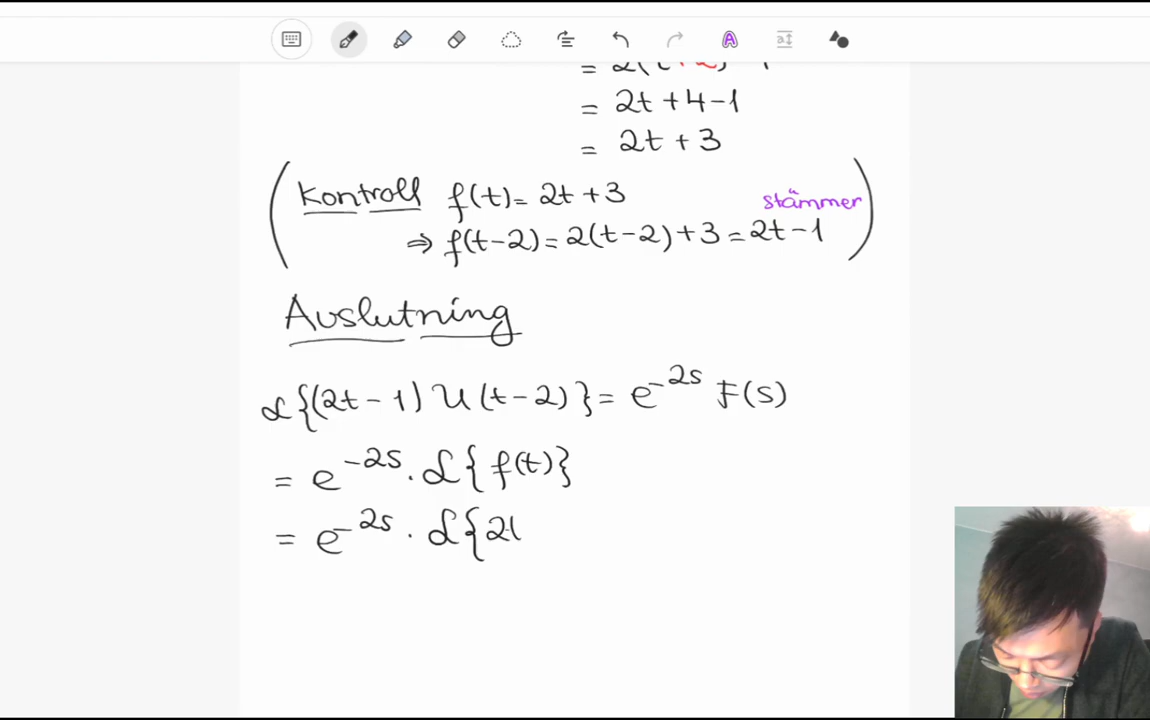 = 2t + 4 - 1
= 2t + 3
Kontroll f(t) = 2t + 3 stämmer
⇒ f(t-2) = 2(t-2) + 3 = 2t - 1
Avslutning
ℒ{(2t - 1) U (t - 2)} = e^{-2s} F(s)
= e^{-2s} · ℒ{f(t)}
= e^{-2s} · ℒ{2t